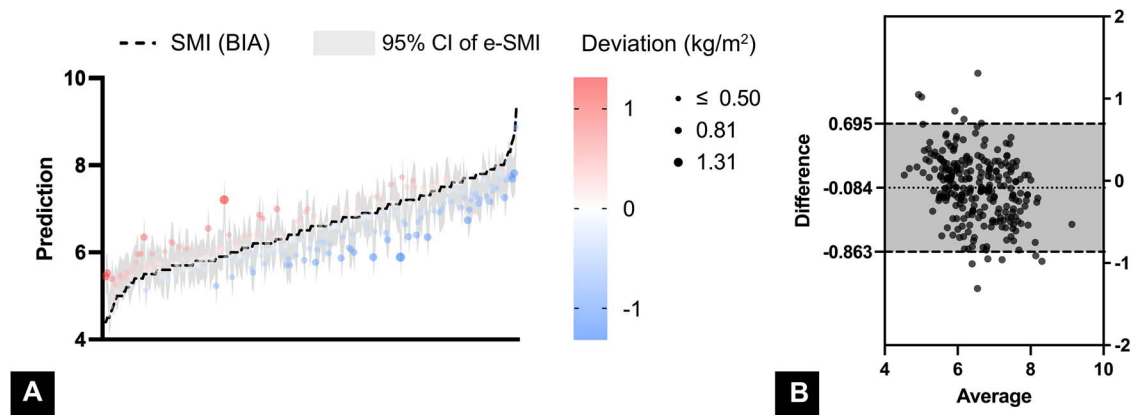 SMI (BIA)
95% CI of e-SMI
Deviation (kg/m²)
Prediction
10
8
6
4
1
0
-1
≤ 0.50
0.81
1.31
A
Difference
0.695
-0.084
-0.863
2
1
0
-1
-2
4
6
8
10
Average
B